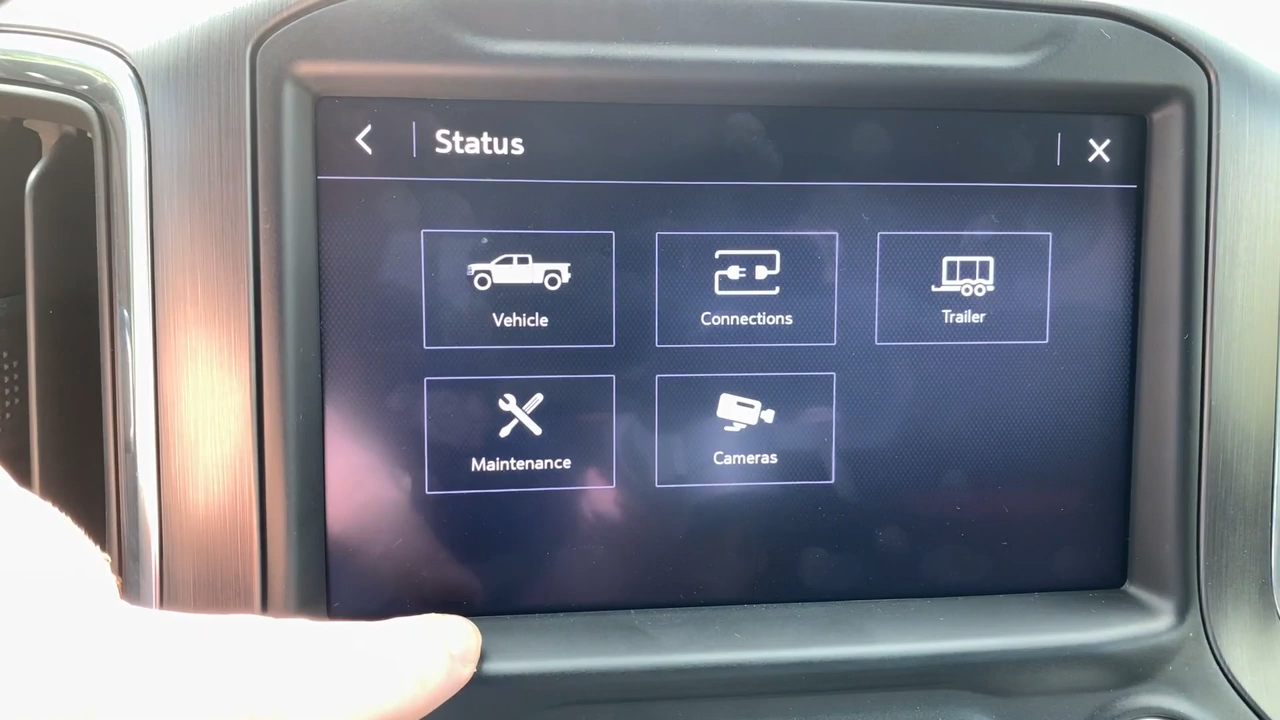 Status
Vehicle
Connections
Trailer
Maintenance
Cameras